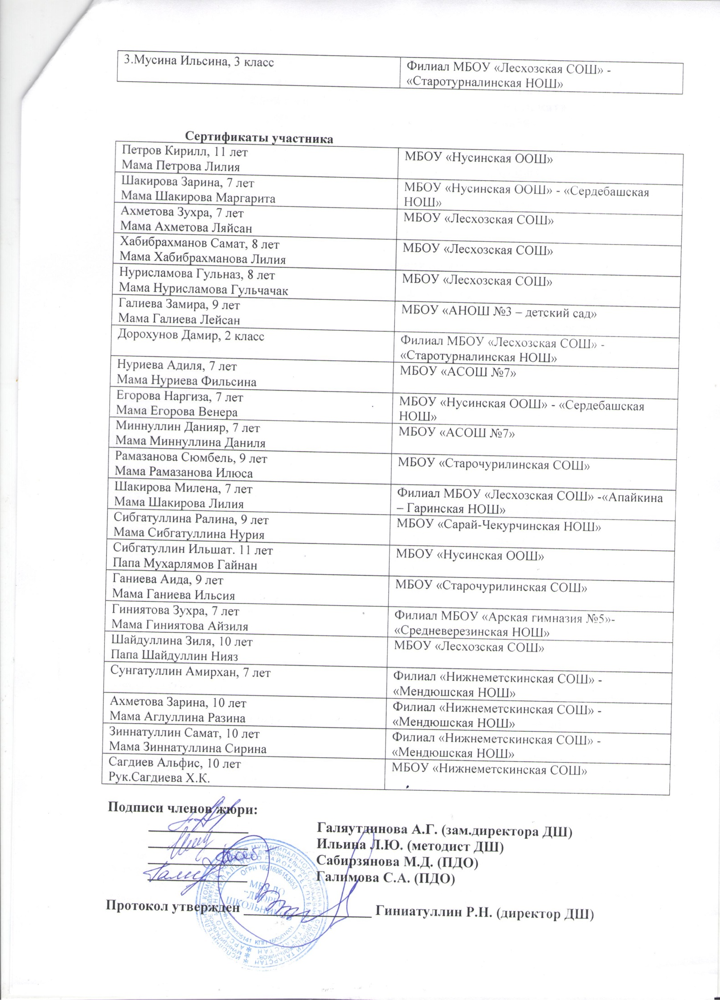 3.Мусина Ильсина, 3 класс
Филиал МБОУ «Лесхозская СОШ» -
«Старотурналинская НОШ»
Сертификаты участника
Петров Кирилл, 11 лет
Мама Петрова Лилия
МБОУ «Нусинская ООШ»
Шакирова Зарина, 7 лет
Мама Шакирова Маргарита
МБОУ «Нусинская ООШ» - «Сердебашская
НОШ»
Ахметова Зухра, 7 лет
Мама Ахметова Ляйсан
МБОУ «Лесхозская СОШ»
Хабибрахманов Самат, 8 лет
Мама Хабибрахманова Лилия
МБОУ «Лесхозская СОШ»
Нурисламова Гульназ, 8 лет
Мама Нурисламова Гульчачак
МБОУ «Лесхозская СОШ»
Галиева Замира, 9 лет
Мама Галиева Лейсан
МБОУ «АНОШ №3 – детский сад»
Дорохунов Дамир, 2 класс
Филиал МБОУ «Лесхозская СОШ» -
«Старотурналинская НОШ»
Нуриева Адиля, 7 лет
Мама Нуриева Фильсина
МБОУ «АСОШ №7»
Егорова Наргиза, 7 лет
Мама Егорова Венера
МБОУ «Нусинская ООШ» - «Сердебашская
НОШ»
Миннуллин Данияр, 7 лет
Мама Миннуллина Даниля
МБОУ «АСОШ №7»
Рамазанова Сюмбель, 9 лет
Мама Рамазанова Илюса
МБОУ «Старочурилинская СОШ»
Шакирова Милена, 7 лет
Мама Шакирова Лилия
Филиал МБОУ «Лесхозская СОШ» -«Апайкина
– Гаринская НОШ»
Сибгатуллина Ралина, 9 лет
Мама Сибгатуллина Нурия
МБОУ «Сарай-Чекурчинская НОШ»
Сибгатуллин Ильшат. 11 лет
Папа Мухарлямов Гайнан
МБОУ «Нусинская ООШ»
Ганиева Аида, 9 лет
Мама Ганиева Ильсия
МБОУ «Старочурилинская СОШ»
Гиниятова Зухра, 7 лет
Мама Гиниятова Айзиля
Филиал МБОУ «Арская гимназия №5»-
«Средневерезинская НОШ»
Шайдуллина Зиля, 10 лет
Папа Шайдуллин Нияз
МБОУ «Лесхозская СОШ»
Сунгатуллин Амирхан, 7 лет
Филиал «Нижнеметскинская СОШ» -
«Мендюшская НОШ»
Ахметова Зарина, 10 лет
Мама Аглуллина Разина
Филиал «Нижнеметскинская СОШ» -
«Мендюшская НОШ»
Зиннатуллин Самат, 10 лет
Мама Зиннатуллина Сирина
Филиал «Нижнеметскинская СОШ» -
«Мендюшская НОШ»
Сагдиев Альфис, 10 лет
Рук.Сагдиева Х.К.
МБОУ «Нижнеметскинская СОШ»
Подписи членов жюри:
Галяутдинова А.Г. (зам.директора ДШ)
Ильина Л.Ю. (методист ДШ)
Сабирзянова М.Д. (ПДО)
Галимова С.А. (ПДО)
Протокол утвержден ________________ Гиниатуллин Р.Н. (директор ДШ)
ОГРН 1021606153953
МБУ ДО
"ДВОРЕЦ
ШКОЛЬНИКОВ"
ИНН 1609005141 КПП 160901001